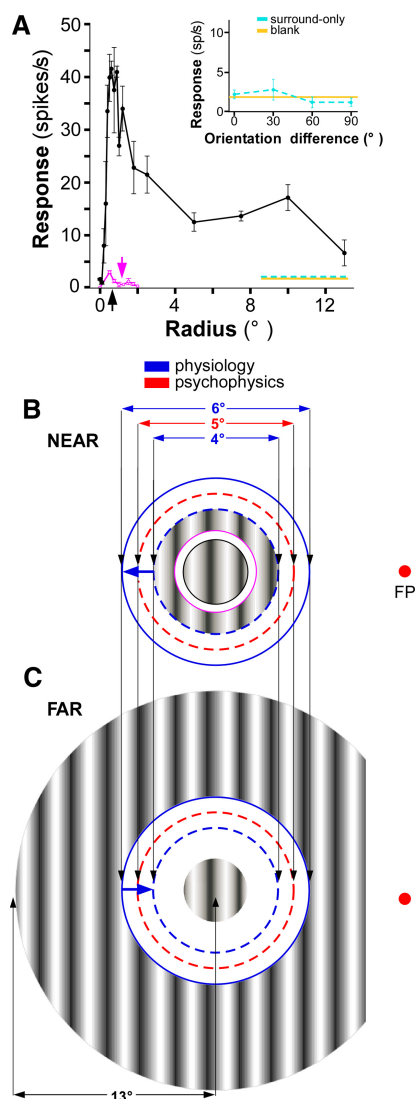 A
Response (spikes/s)
50
40
30
20
10
0
0
4
8
12
Radius (°)
Response (sp/s)
10
5
0
surround-only
blank
0
30
60
90
Orientation difference (°)
physiology
psychophysics
B
NEAR
6°
5°
4°
FP
C
FAR
13°